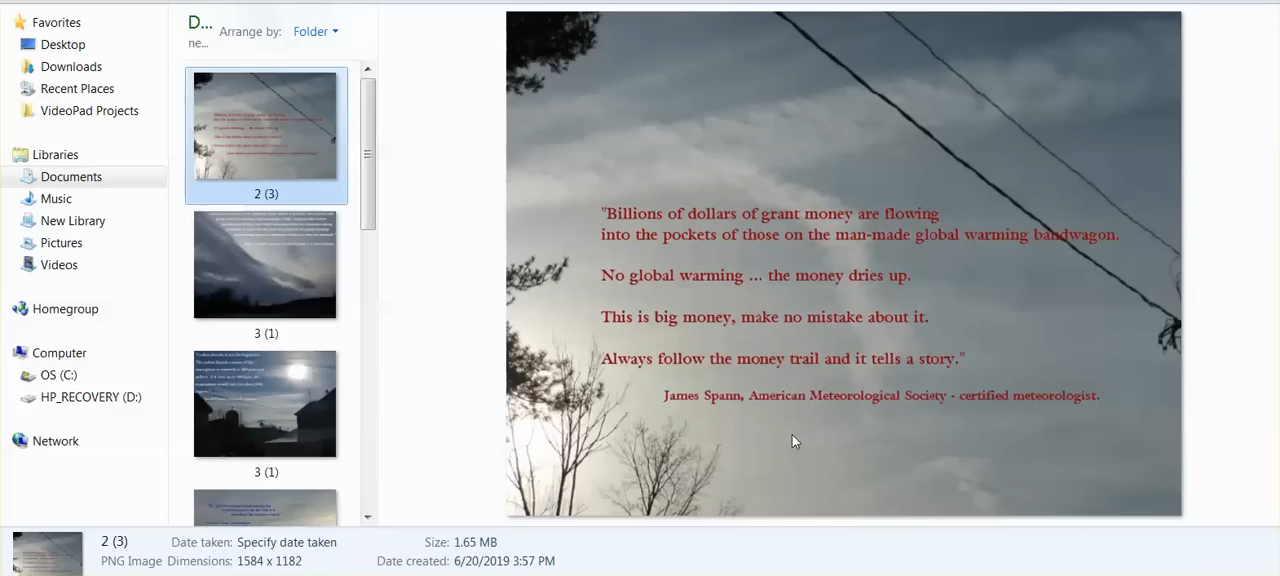 Favorites
Desktop
Downloads
Recent Places
VideoPad Projects
Libraries
Documents
Music
New Library
Pictures
Videos
Homegroup
Computer
OS (C:)
HP_RECOVERY (D:)
Network
D...
ne...
Arrange by: Folder
2 (3)
3 (1)
3 (1)
"Billions of dollars of grant money are flowing
into the pockets of those on the man-made global warming bandwagon.
No global warming ... the money dries up.
This is big money, make no mistake about it.
Always follow the money trail and it tells a story."
James Spann, American Meteorological Society - certified meteorologist.
2 (3)
PNG Image
Date taken: Specify date taken
Dimensions: 1584 x 1182
Size: 1.65 MB
Date created: 6/20/2019 3:57 PM